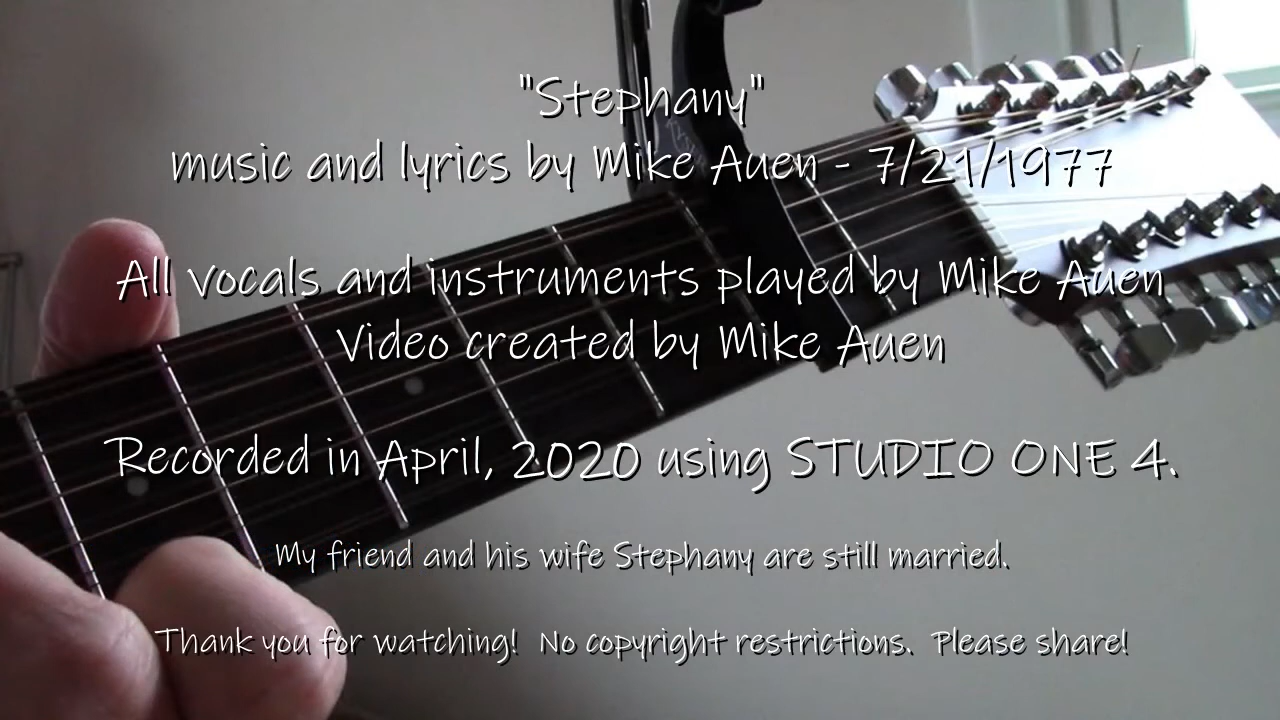 "Stephany"
music and lyrics by Mike Auen - 7/21/1977
All vocals and instruments played by Mike Auen
Video created by Mike Auen
Recorded in April, 2020 using STUDIO ONE 4.
My friend and his wife Stephany are still married.
Thank you for watching!  No copyright restrictions.  Please share!